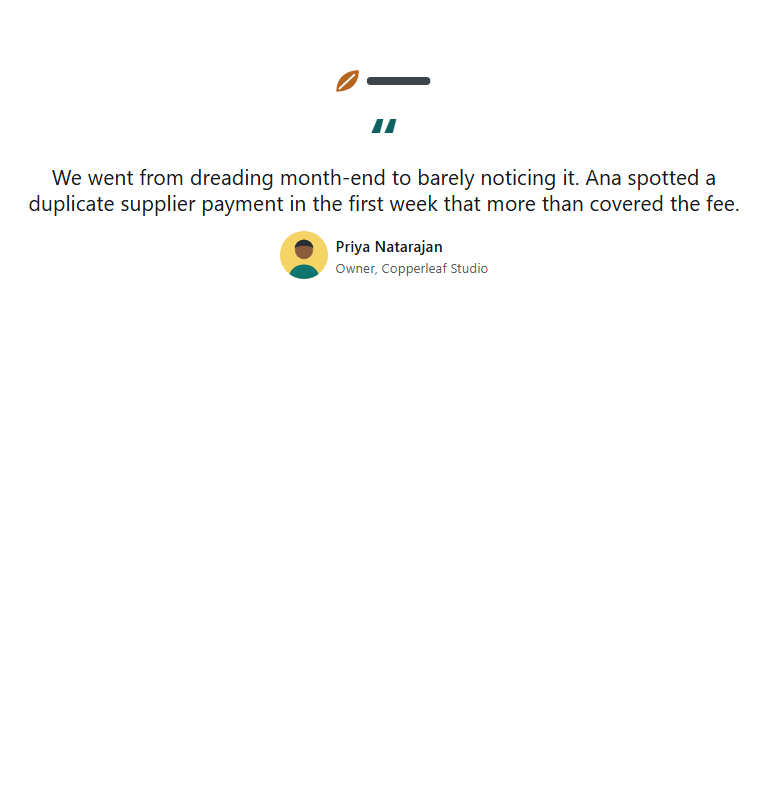 “
We went from dreading month-end to barely noticing it. Ana spotted a
duplicate supplier payment in the first week that more than covered the fee.
Priya Natarajan
Owner, Copperleaf Studio